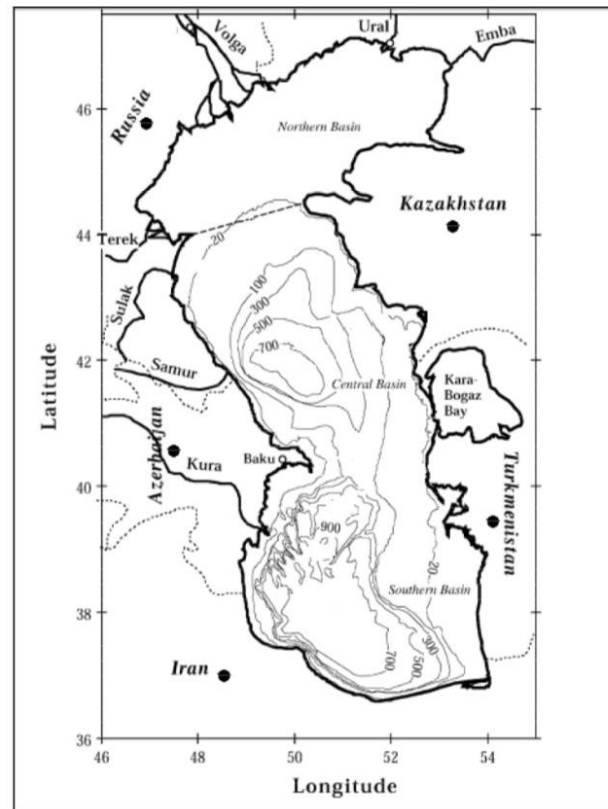 Volga
Ural
Emba
46
Russia
Northern Basin
Kazakhstan
44
20
Terek
100
300
Sulak
500
700
42
Samur
Central Basin
Kara-
Bogaz
Bay
Latitude
Azerbaijan
Kura
Baku
Turkmenistan
40
-900
20
38
Southern Basin
300
500
700
Iran
36
46
48
50
52
54
Longitude